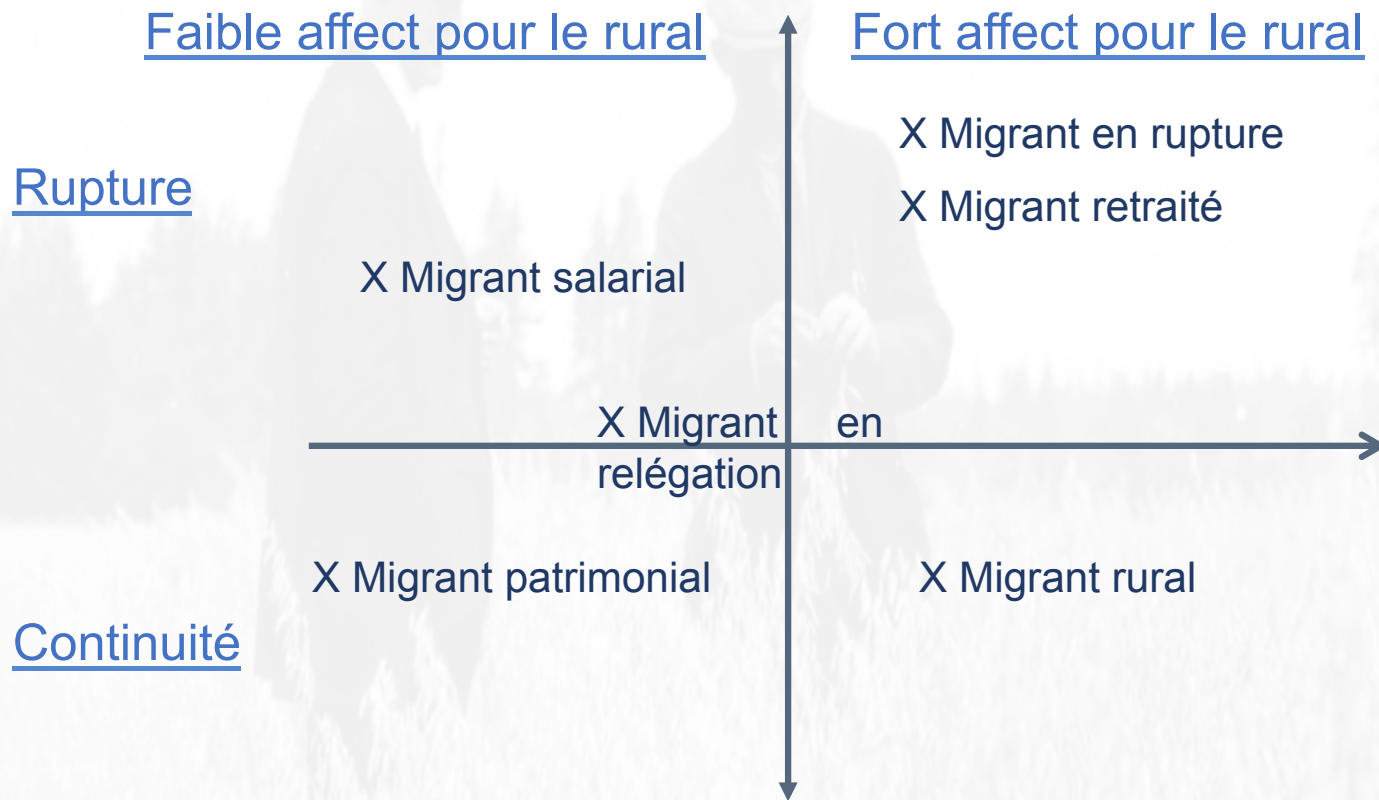 Faible affect pour le rural
Fort affect pour le rural
X Migrant en rupture
Rupture
X Migrant retraité
X Migrant salarial
X Migrant en
relégation
X Migrant patrimonial
X Migrant rural
Continuité